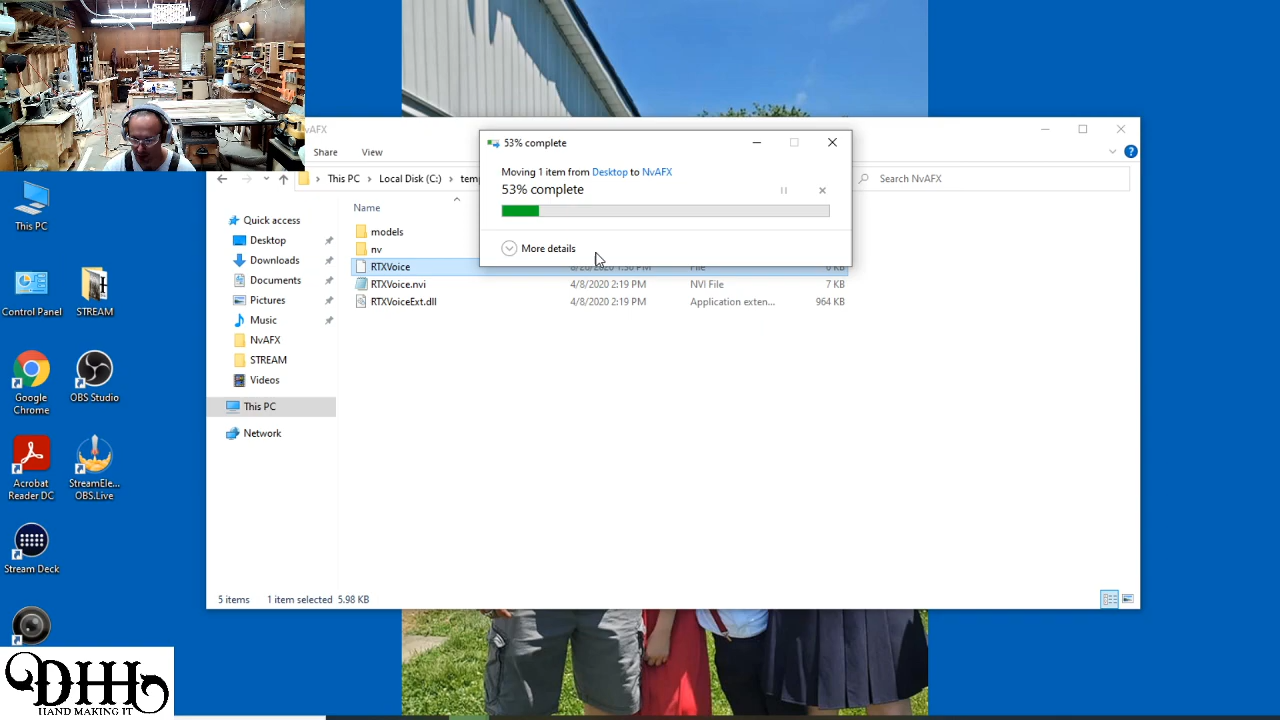 vAFX
Share
View
This PC
Local Disk (C:)
tem
Search NvAFX
53% complete
Moving 1 item from Desktop to NvAFX
53% complete
More details
Name
models
nv
RTXVoice
File
RTXVoice.nvi
4/8/2020 2:19 PM
NVI File
7 KB
RTXVoiceExt.dll
4/8/2020 2:19 PM
Application exten...
964 KB
Quick access
Desktop
Downloads
Documents
Pictures
Music
NvAFX
STREAM
Videos
This PC
Network
5 items
1 item selected 5.98 KB
This PC
Control Panel
STREAM
Google
Chrome
OBS Studio
Acrobat
Reader DC
StreamEle...
OBS.Live
Stream Deck
DHH
HAND MAKING IT